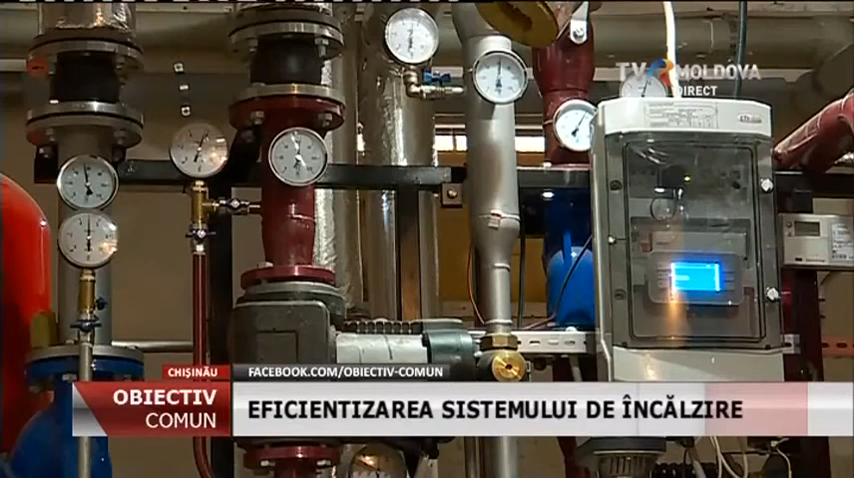 TVR MOLDOVA
DIRECT
CHIȘINĂU
FACEBOOK.COM/OBIECTIV-COMUN
OBIECTIV
COMUN
EFICIENTIZAREA SISTEMULUI DE ÎNCĂLZIRE